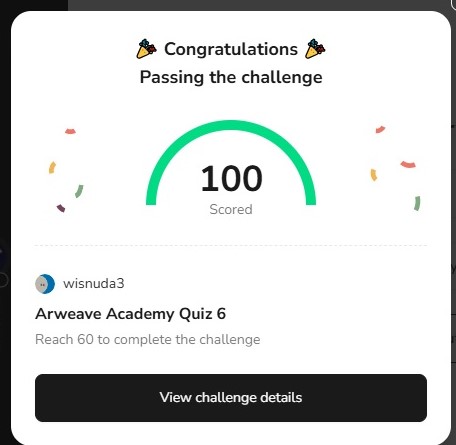 🎉 Congratulations 🎉
Passing the challenge
100
Scored
wisnuda3
Arweave Academy Quiz 6
Reach 60 to complete the challenge
View challenge details